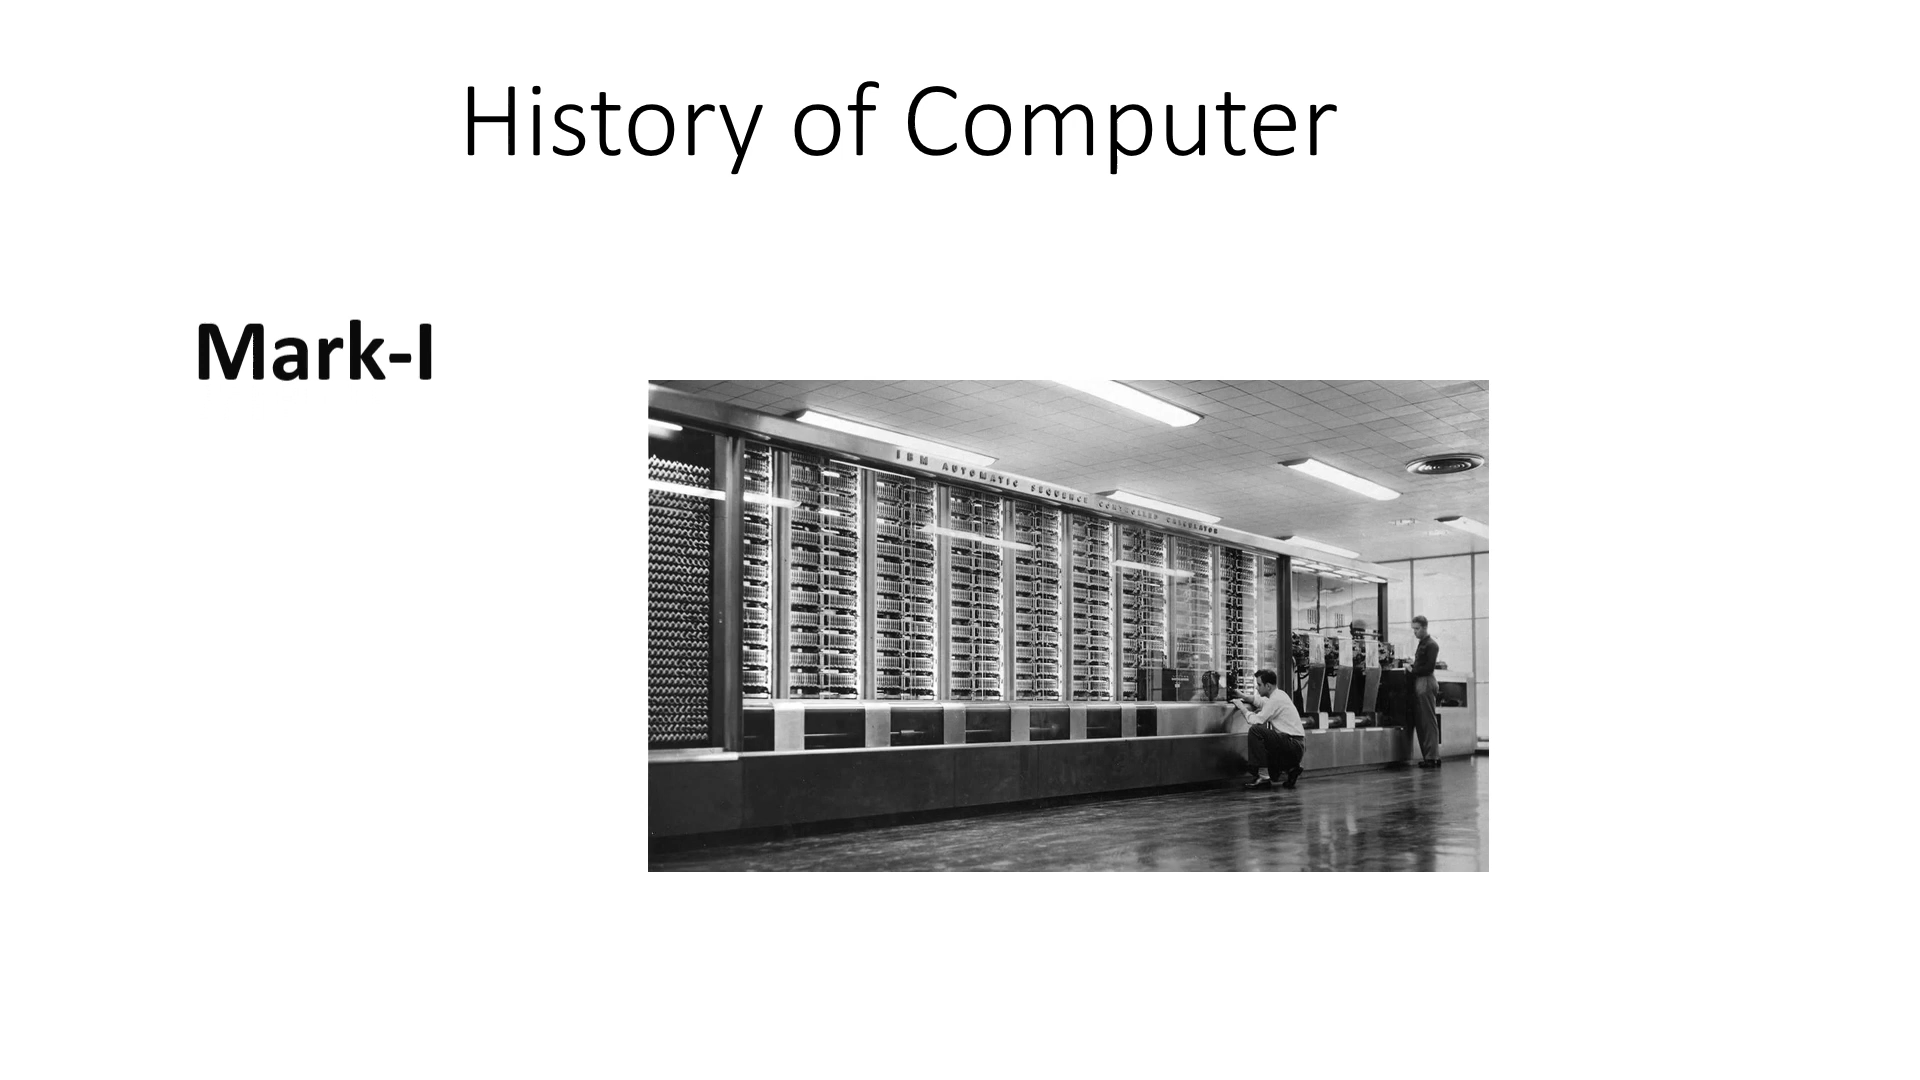 History of Computer
Mark-I
IBM AUTOMATIC SEQUENCE CONTROLLED CALCULATOR